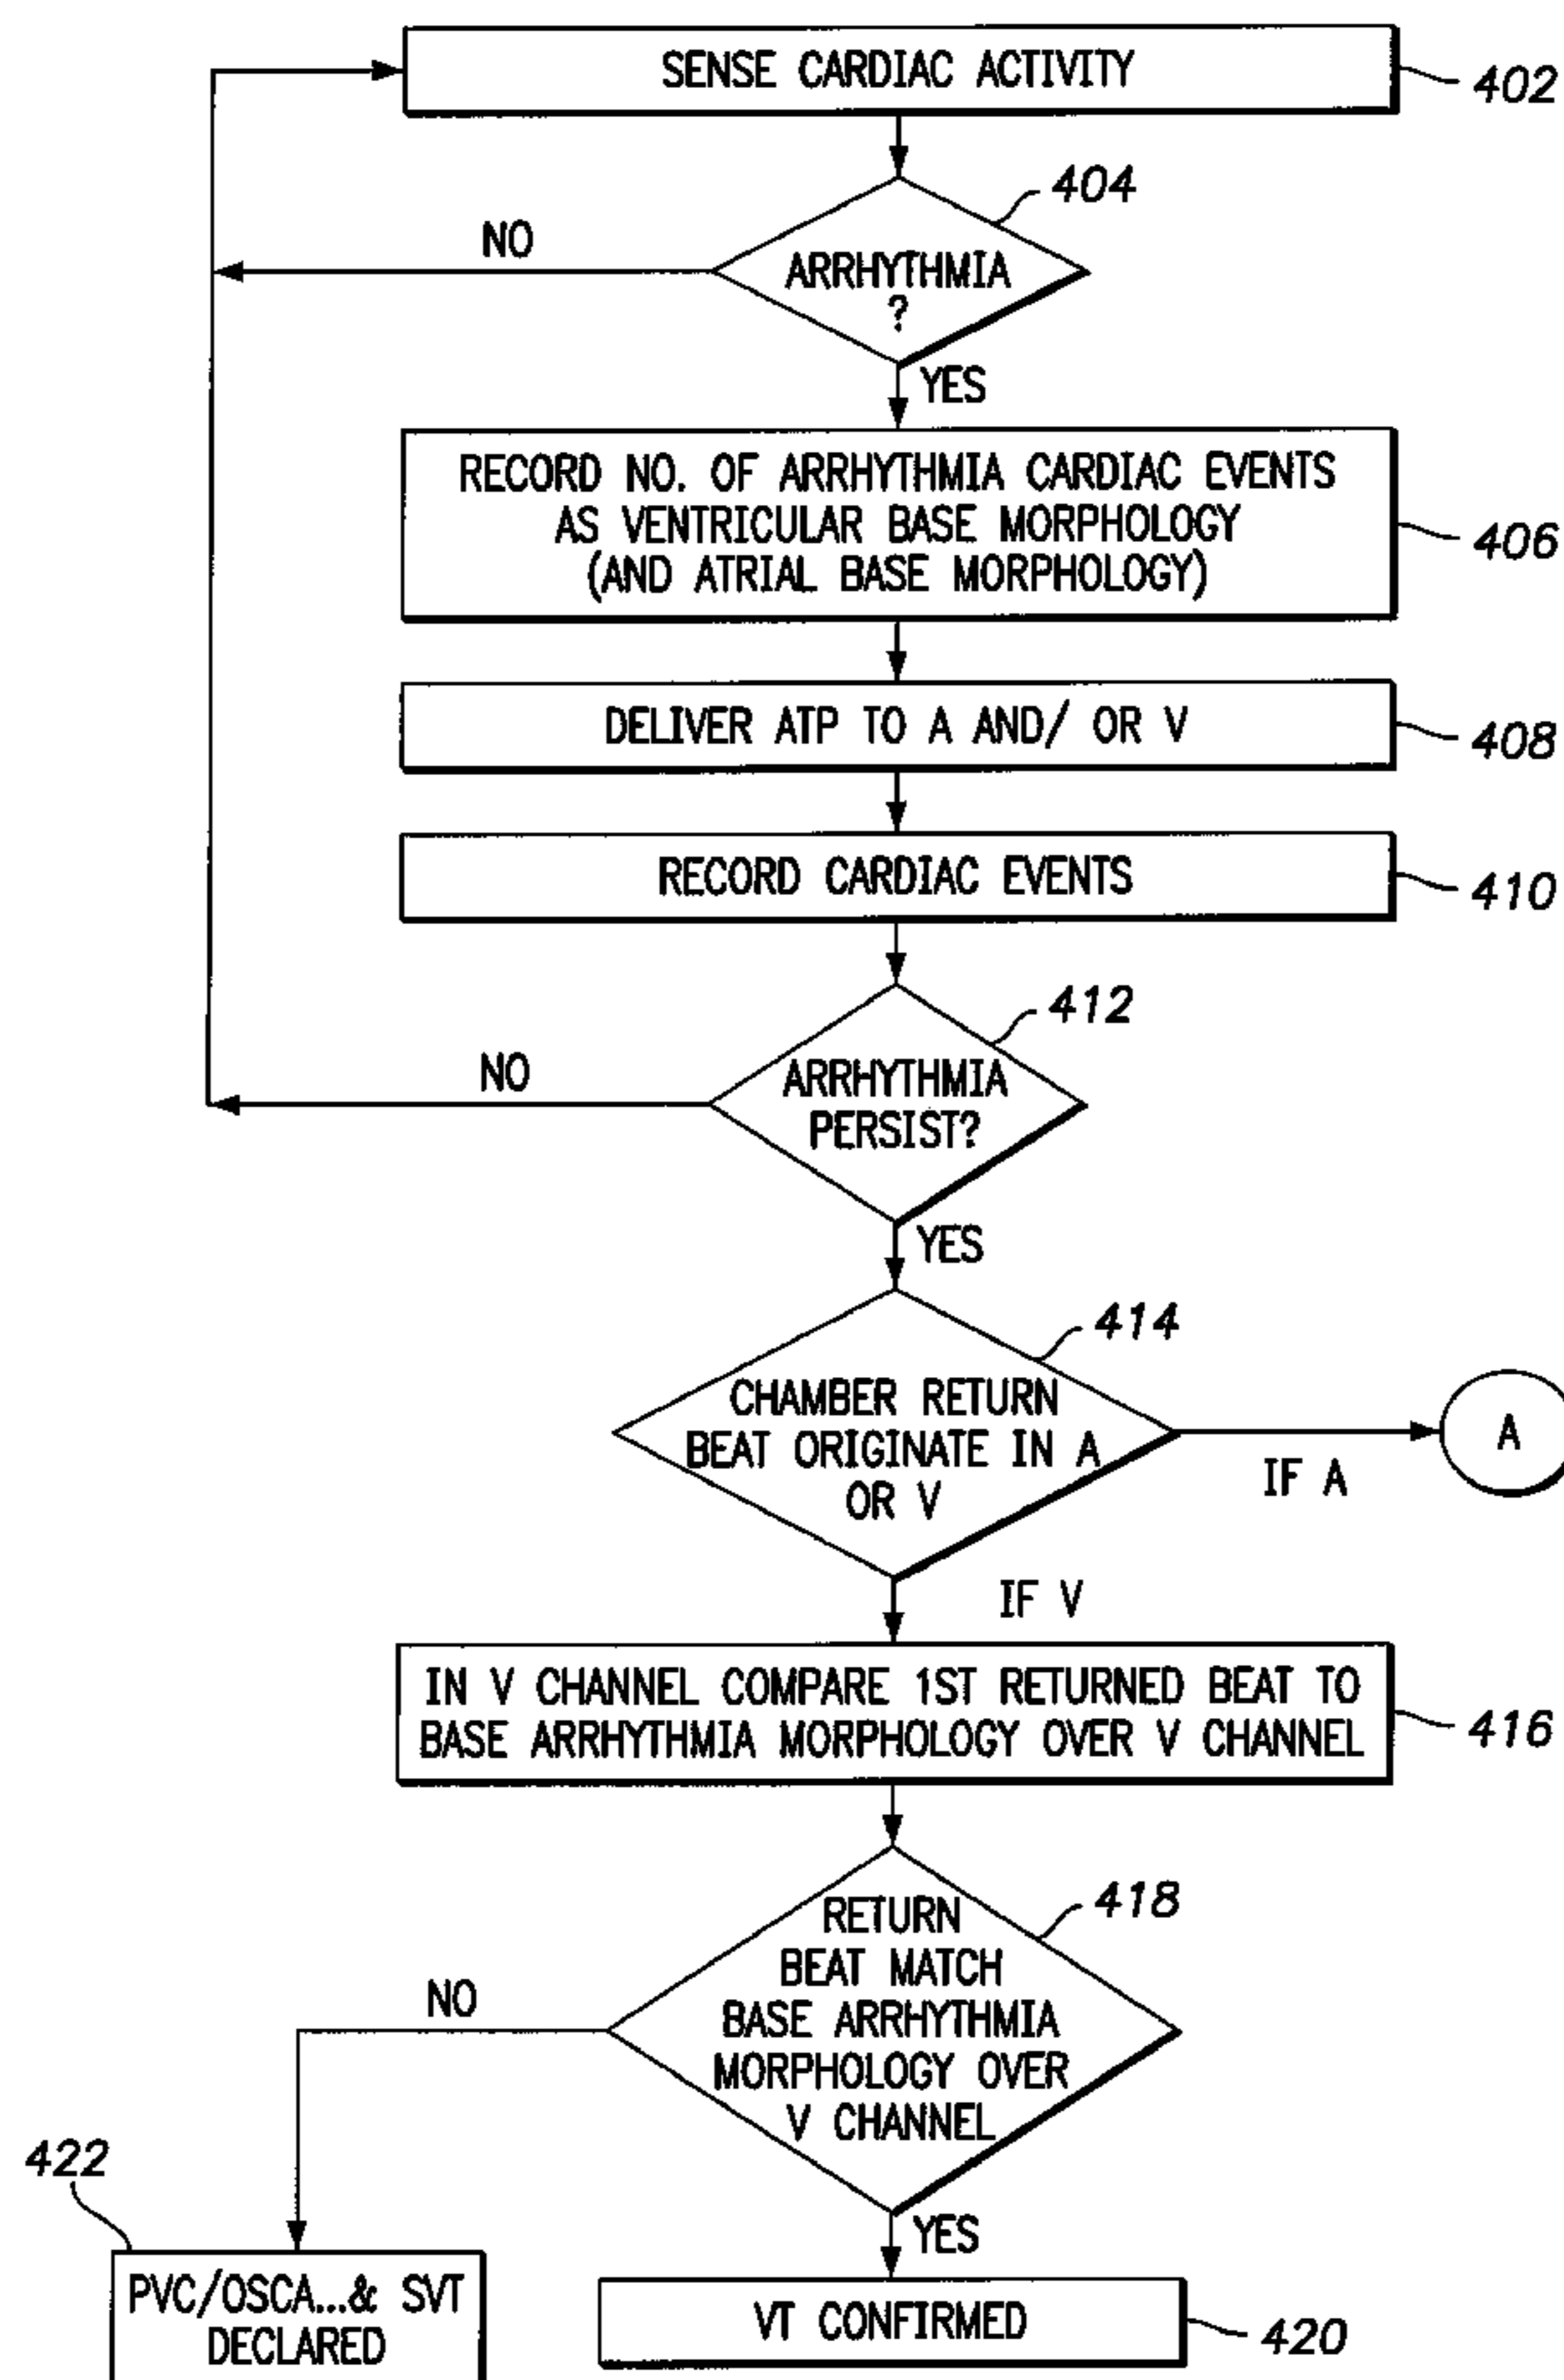 SENSE CARDIAC ACTIVITY
402
404
NO
ARRHYTHMIA
?
YES
RECORD NO. OF ARRHYTHMIA CARDIAC EVENTS
AS VENTRICULAR BASE MORPHOLOGY
(AND ATRIAL BASE MORPHOLOGY)
406
DELIVER ATP TO A AND/ OR V
408
RECORD CARDIAC EVENTS
410
412
NO
ARRHYTHMIA
PERSIST?
YES
414
CHAMBER RETURN
BEAT ORIGINATE IN A
OR V
IF A
A
IF V
IN V CHANNEL COMPARE 1ST RETURNED BEAT TO
BASE ARRHYTHMIA MORPHOLOGY OVER V CHANNEL
416
418
RETURN
BEAT MATCH
BASE ARRHYTHMIA
MORPHOLOGY OVER
V CHANNEL
NO
YES
422
PVC/OSCA...& SVT
DECLARED
VT CONFIRMED
420